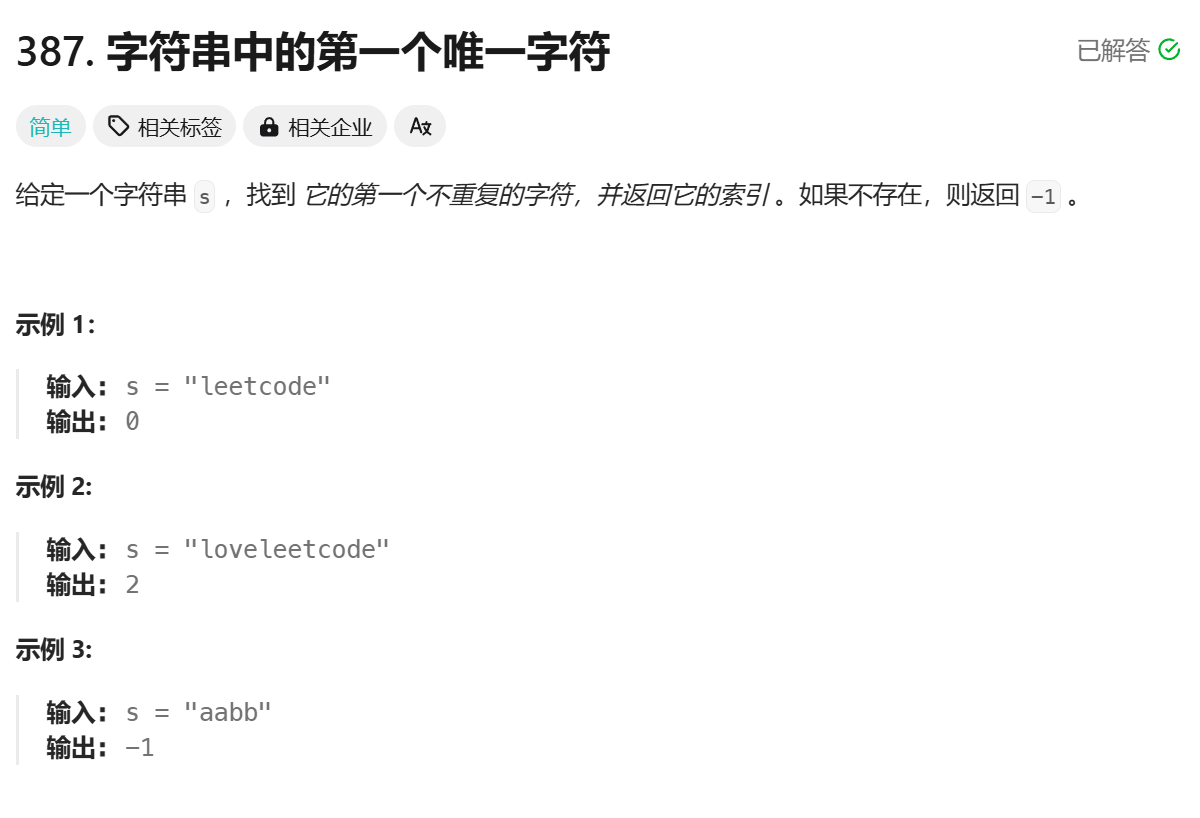 387. 字符串中的第一个唯一字符
已解答
简单 相关标签 相关企业 A文
给定一个字符串 s ，找到 它的第一个不重复的字符，并返回它的索引 。如果不存在，则返回 -1 。
示例 1：
输入： s = "leetcode"
输出： 0
示例 2:
输入： s = "loveleetcode"
输出： 2
示例 3:
输入： s = "aabb"
输出： -1